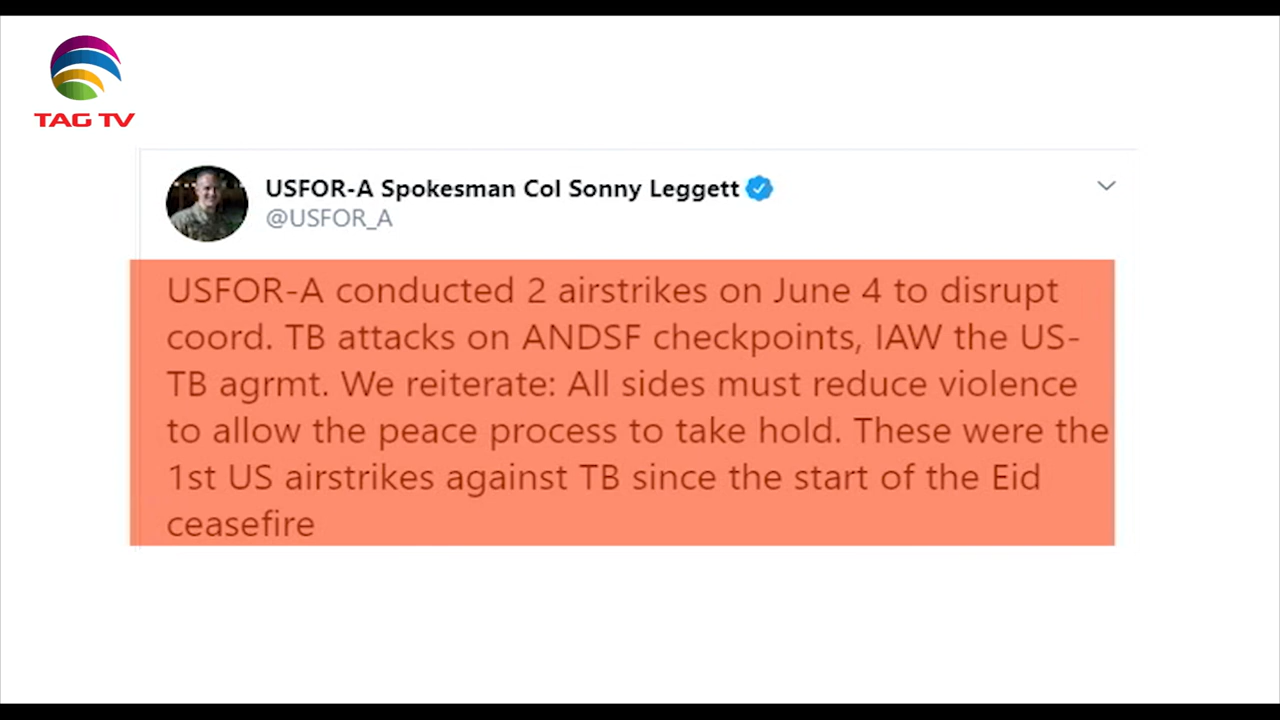 TAG TV
USFOR-A Spokesman Col Sonny Leggett
@USFOR_A
USFOR-A conducted 2 airstrikes on June 4 to disrupt
coord. TB attacks on ANDSF checkpoints, IAW the US-
TB agrmt. We reiterate: All sides must reduce violence
to allow the peace process to take hold. These were the
1st US airstrikes against TB since the start of the Eid
ceasefire